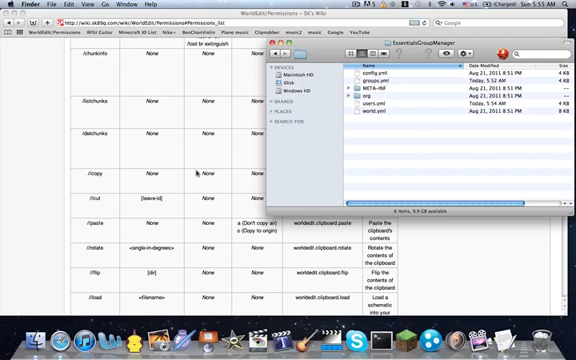 Finder File Edit View Go Window Help
(Charged) Sun 5:55 AM
WorldEdit/Permissions - SK's Wiki
http://wiki.sk89q.com/wiki/WorldEdit/Permissions#Permissions_list
WorldEdit/Permissions RFIU Guitar Minecraft ID List Nike BenChanViolin Piano Music Clipnabber music2 music Google
/tool br extinguish
/chunkinfo None None
/listchunks None None None
/delchunks None None None
//copy None None None
//cut [leave-id] None None
//paste None None a (Don't copy air) worldedit.clipboard.paste Paste the
o (Copy to origin) clipboard's
contents
//rotate <angle-in-degrees> None None worldedit.clipboard.rotate Rotate the
contents of
the clipboard
//flip [dir] None None worldedit.clipboard.flip Flip the
contents of
the clipboard
//load <filename> None None worldedit.clipboard.load Load a
schematic
into your
EssentialsGroupManager
Name Date Modified Size
DEVICES
Macintosh HD
iDisk
Windows HD
SHARED
PLACES
SEARCH FOR
config.yml Aug 21, 2011 8:51 PM 4 KB
groups.yml Today, 5:52 AM 4 KB
META-INF Aug 21, 2011 8:51 PM
org Aug 21, 2011 8:51 PM
users.yml Today, 5:54 AM 4 KB
world.yml Aug 21, 2011 8:51 PM 8 KB
6 items, 9.9 GB available